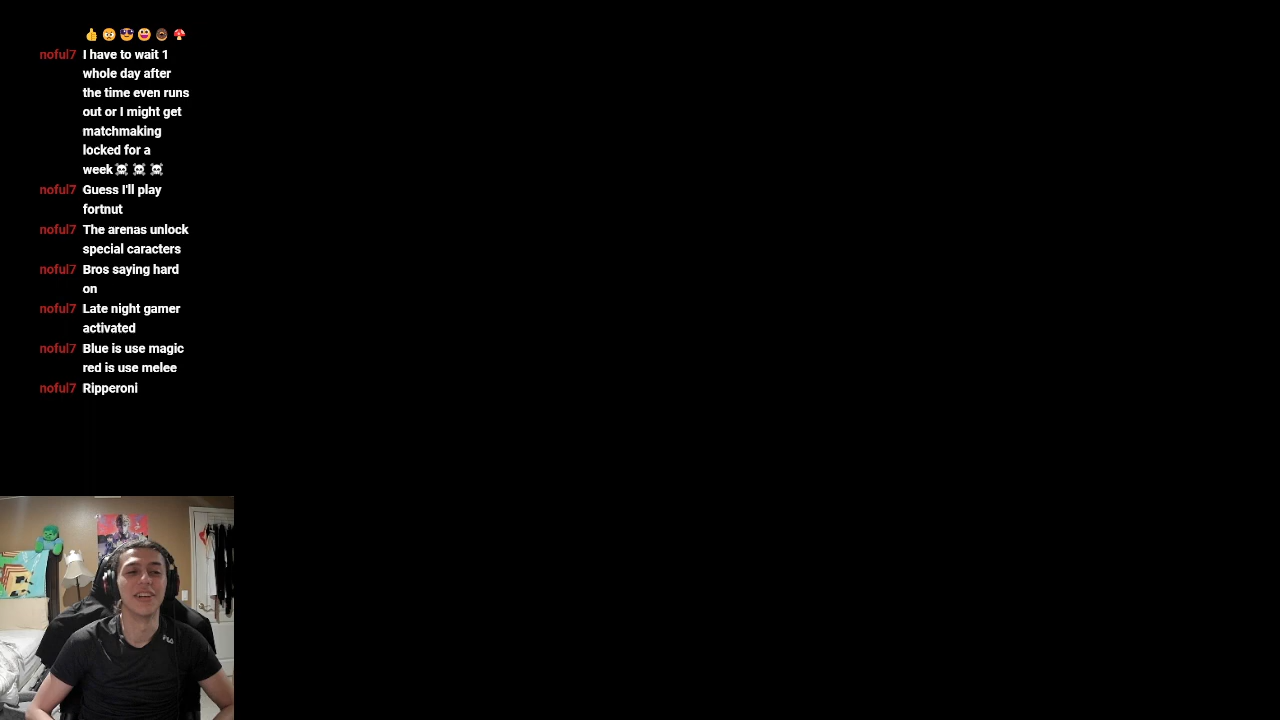 👍 😠 😎 😀 🍩 🍄
noful7 I have to wait 1
whole day after
the time even runs
out or I might get
matchmaking
locked for a
week☠ ☠ ☠
noful7 Guess I'll play
fortnut
noful7 The arenas unlock
special caracters
noful7 Bros saying hard
on
noful7 Late night gamer
activated
noful7 Blue is use magic
red is use melee
noful7 Ripperoni
FILA